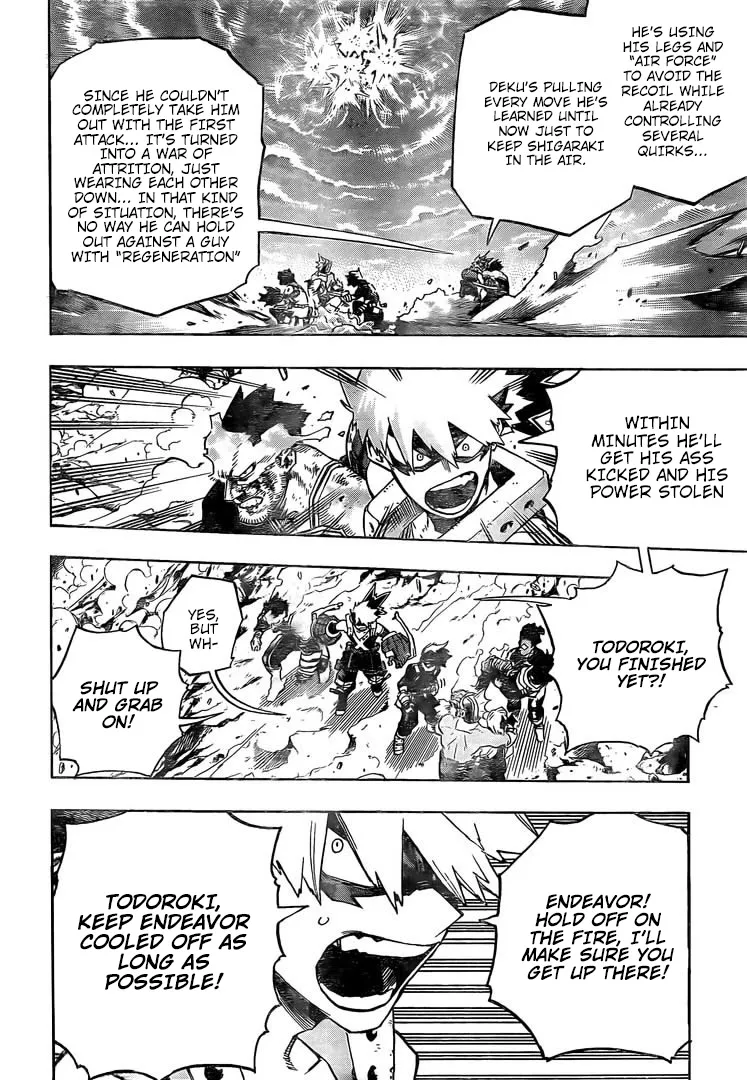 HE'S USING
HIS LEGS AND
"AIR FORCE"
TO AVOID THE
RECOIL WHILE
ALREADY
CONTROLLING
SEVERAL
QUIRKS...
DEKU'S PULLING
EVERY MOVE HE'S
LEARNED UNTIL
NOW JUST TO
KEEP SHIGARAKI
IN THE AIR.
SINCE HE COULDN'T
COMPLETELY TAKE HIM
OUT WITH THE FIRST
ATTACK... IT'S TURNED
INTO A WAR OF
ATTRITION, JUST
WEARING EACH OTHER
DOWN... IN THAT KIND
OF SITUATION, THERE'S
NO WAY HE CAN HOLD
OUT AGAINST A GUY
WITH "REGENERATION"
WITHIN
MINUTES HE'LL
GET HIS ASS
KICKED AND HIS
POWER STOLEN
TODOROKI,
YOU FINISHED
YET?!
YES,
BUT
WH-
SHUT UP
AND GRAB
ON!
ENDEAVOR!
HOLD OFF ON
THE FIRE, I'LL
MAKE SURE YOU
GET UP THERE!
TODOROKI,
KEEP ENDEAVOR
COOLED OFF AS
LONG AS
POSSIBLE!